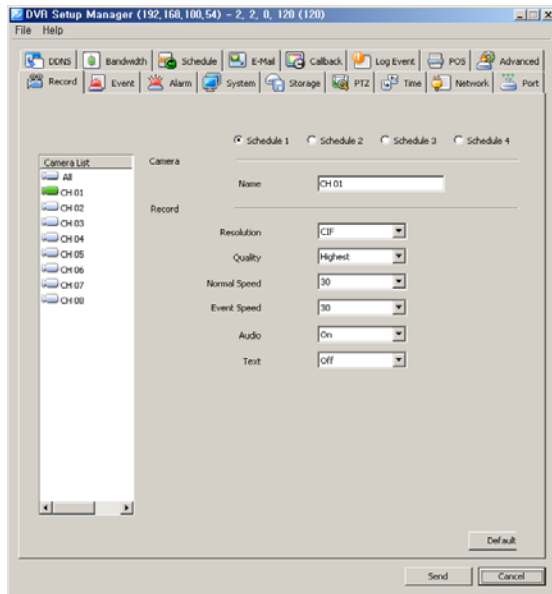 DVR Setup Manager (192,168,100,54) - 2, 2, 0, 120 (120)
File Help
DDNS Bandwidth Schedule E-Mail Callback Log Event POS Advanced
Record Event Alarm System Storage PTZ Time Network Port
Schedule 1 Schedule 2 Schedule 3 Schedule 4
Camera List
All
CH 01
CH 02
CH 03
CH 04
CH 05
CH 06
CH 07
CH 08
Camera
Name CH 01
Record
Resolution CIF
Quality Highest
Normal Speed 30
Event Speed 30
Audio On
Text Off
Default
Send Cancel